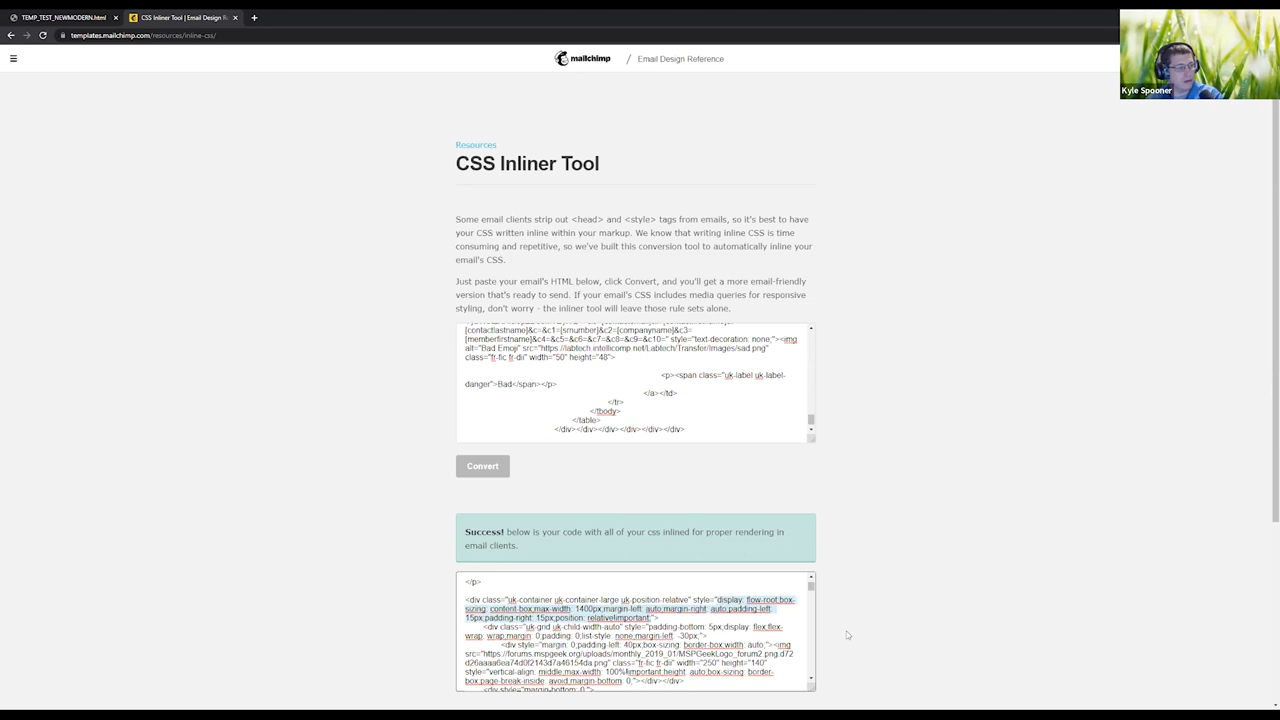 TEMP_TEST_NEWMODERN.html
CSS Inliner Tool | Email Design R
templates.mailchimp.com/resources/inline-css/
mailchimp / Email Design Reference
Kyle Spooner
Resources
CSS Inliner Tool
Some email clients strip out <head> and <style> tags from emails, so it's best to have
your CSS written inline within your markup. We know that writing inline CSS is time
consuming and repetitive, so we've built this conversion tool to automatically inline your
email's CSS.
Just paste your email's HTML below, click Convert, and you'll get a more email-friendly
version that's ready to send. If your email's CSS includes media queries for responsive
styling, don't worry - the inliner tool will leave those rule sets alone.
[contactlastname]&c=&c1=[srnumber]&c2=[companyname]&c3=
[memberfirstname]&c4=&c5=&c6=&c7=&c8=&c9=&c10=" style="text-decoration: none;"><img
alt="Bad Emoji" src="https://labtech.intellicomp.net/Labtech/Transfer/Images/sad.png"
class="fr-fic fr-dii" width="50" height="48">
<p><span class="uk-label uk-label-
danger">Bad</span></p>
</a></td>
</tr>
</tbody>
</table>
</div></div></div></div></div></div>
Convert
Success! below is your code with all of your css inlined for proper rendering in
email clients.
</p>
<div class="uk-container uk-container-large uk-position-relative" style="display: flow-root;box-
sizing: content-box;max-width: 1400px;margin-left: auto;margin-right: auto;padding-left:
15px;padding-right: 15px;position: relative!important;">
<div class="uk-grid uk-child-width-auto" style="padding-bottom: 5px;display: flex;flex-
wrap: wrap;margin: 0;padding: 0;list-style: none;margin-left: -30px;">
<div style="margin: 0;padding-left: 40px;box-sizing: border-box;width: auto;"><img
src="https://forums.mspgeek.org/uploads/monthly_2019_01/MSPGeekLogo_forum2.png.d72
d26aaaa6ea74d0f2143d7a46154da.png" class="fr-fic fr-dii" width="250" height="140"
style="vertical-align: middle;max-width: 100%!important;height: auto;box-sizing: border-
box;page-break-inside: avoid;margin-bottom: 0;"></div></div>
<div style="margin-bottom: 0;">